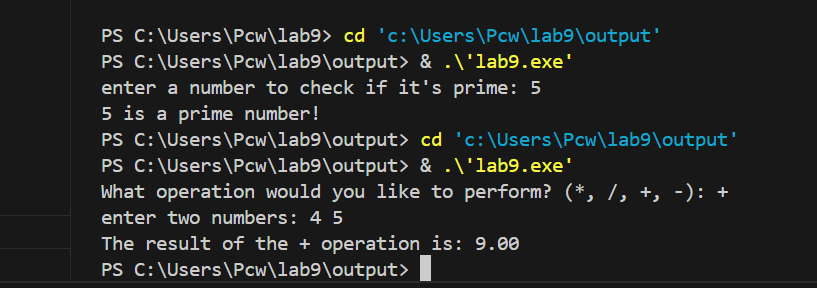 PS C:\Users\Pcw\lab9> cd 'c:\Users\Pcw\lab9\output'
PS C:\Users\Pcw\lab9\output> & .\'lab9.exe'
enter a number to check if it's prime: 5
5 is a prime number!
PS C:\Users\Pcw\lab9\output> cd 'c:\Users\Pcw\lab9\output'
PS C:\Users\Pcw\lab9\output> & .\'lab9.exe'
What operation would you like to perform? (*, /, +, -): +
enter two numbers: 4 5
The result of the + operation is: 9.00
PS C:\Users\Pcw\lab9\output>